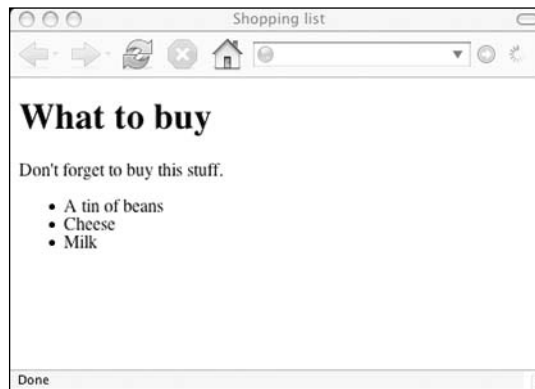 Shopping list
What to buy
Don't forget to buy this stuff.
• A tin of beans
• Cheese
• Milk
Done